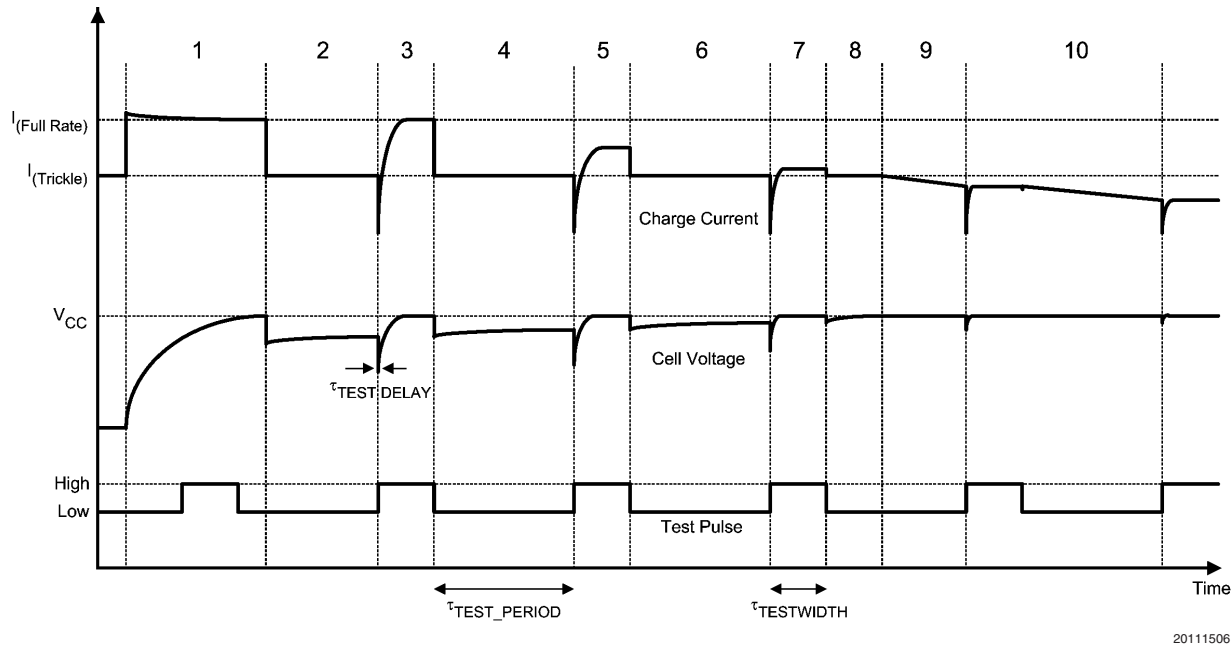 1 2 3 4 5 6 7 8 9 10
I(Full Rate)
I(Trickle)
Charge Current
VCC
Cell Voltage
τTEST DELAY
High
Low
Test Pulse
Time
τTEST_PERIOD
τTESTWIDTH
20111506